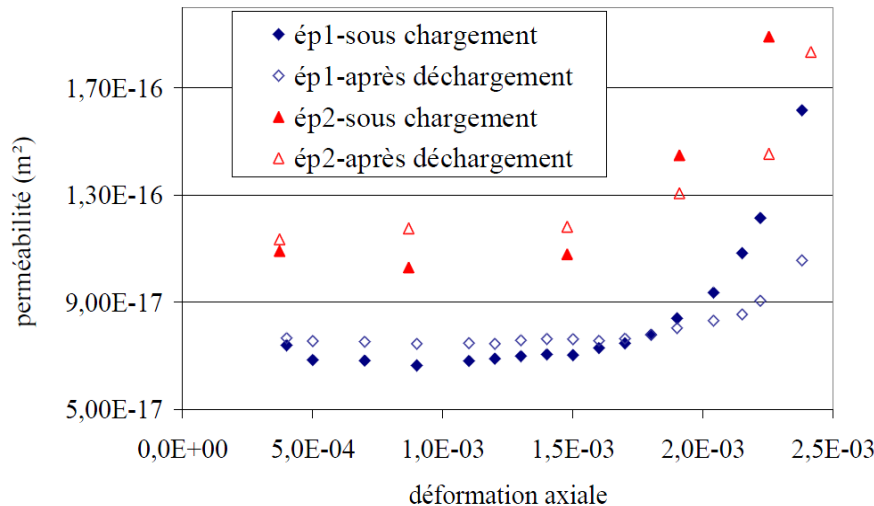 ép1-sous chargement
ép1-après déchargement
ép2-sous chargement
ép2-après déchargement
perméabilité (m²)
1,70E-16
1,30E-16
9,00E-17
5,00E-17
0,0E+00 5,0E-04 1,0E-03 1,5E-03 2,0E-03 2,5E-03
déformation axiale